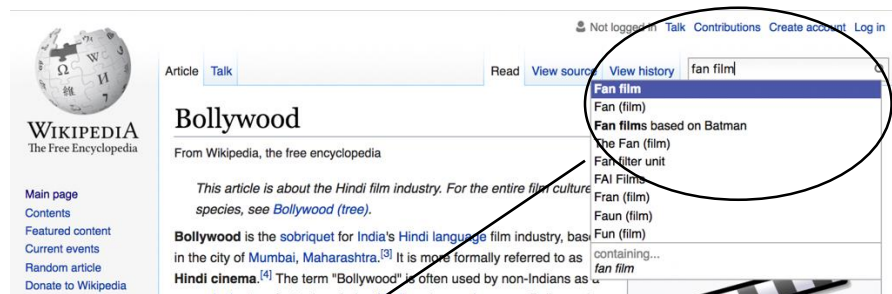 Not logged in Talk Contributions Create account Log in
Article Talk Read View source View history fan film
WIKIPEDIA
The Free Encyclopedia
Main page
Contents
Featured content
Current events
Random article
Donate to Wikipedia
Bollywood
From Wikipedia, the free encyclopedia
This article is about the Hindi film industry. For the entire film culture
species, see Bollywood (tree).
Bollywood is the sobriquet for India's Hindi language film industry,
in the city of Mumbai, Maharashtra.[3] It is more formally referred to as
Hindi cinema.[4] The term "Bollywood" is often used by non-Indians as
Fan film
Fan (film)
Fan films based on Batman
The Fan (film)
Fan filter unit
FAI Films
Fran (film)
Faun (film)
Fun (film)
containing...
fan film